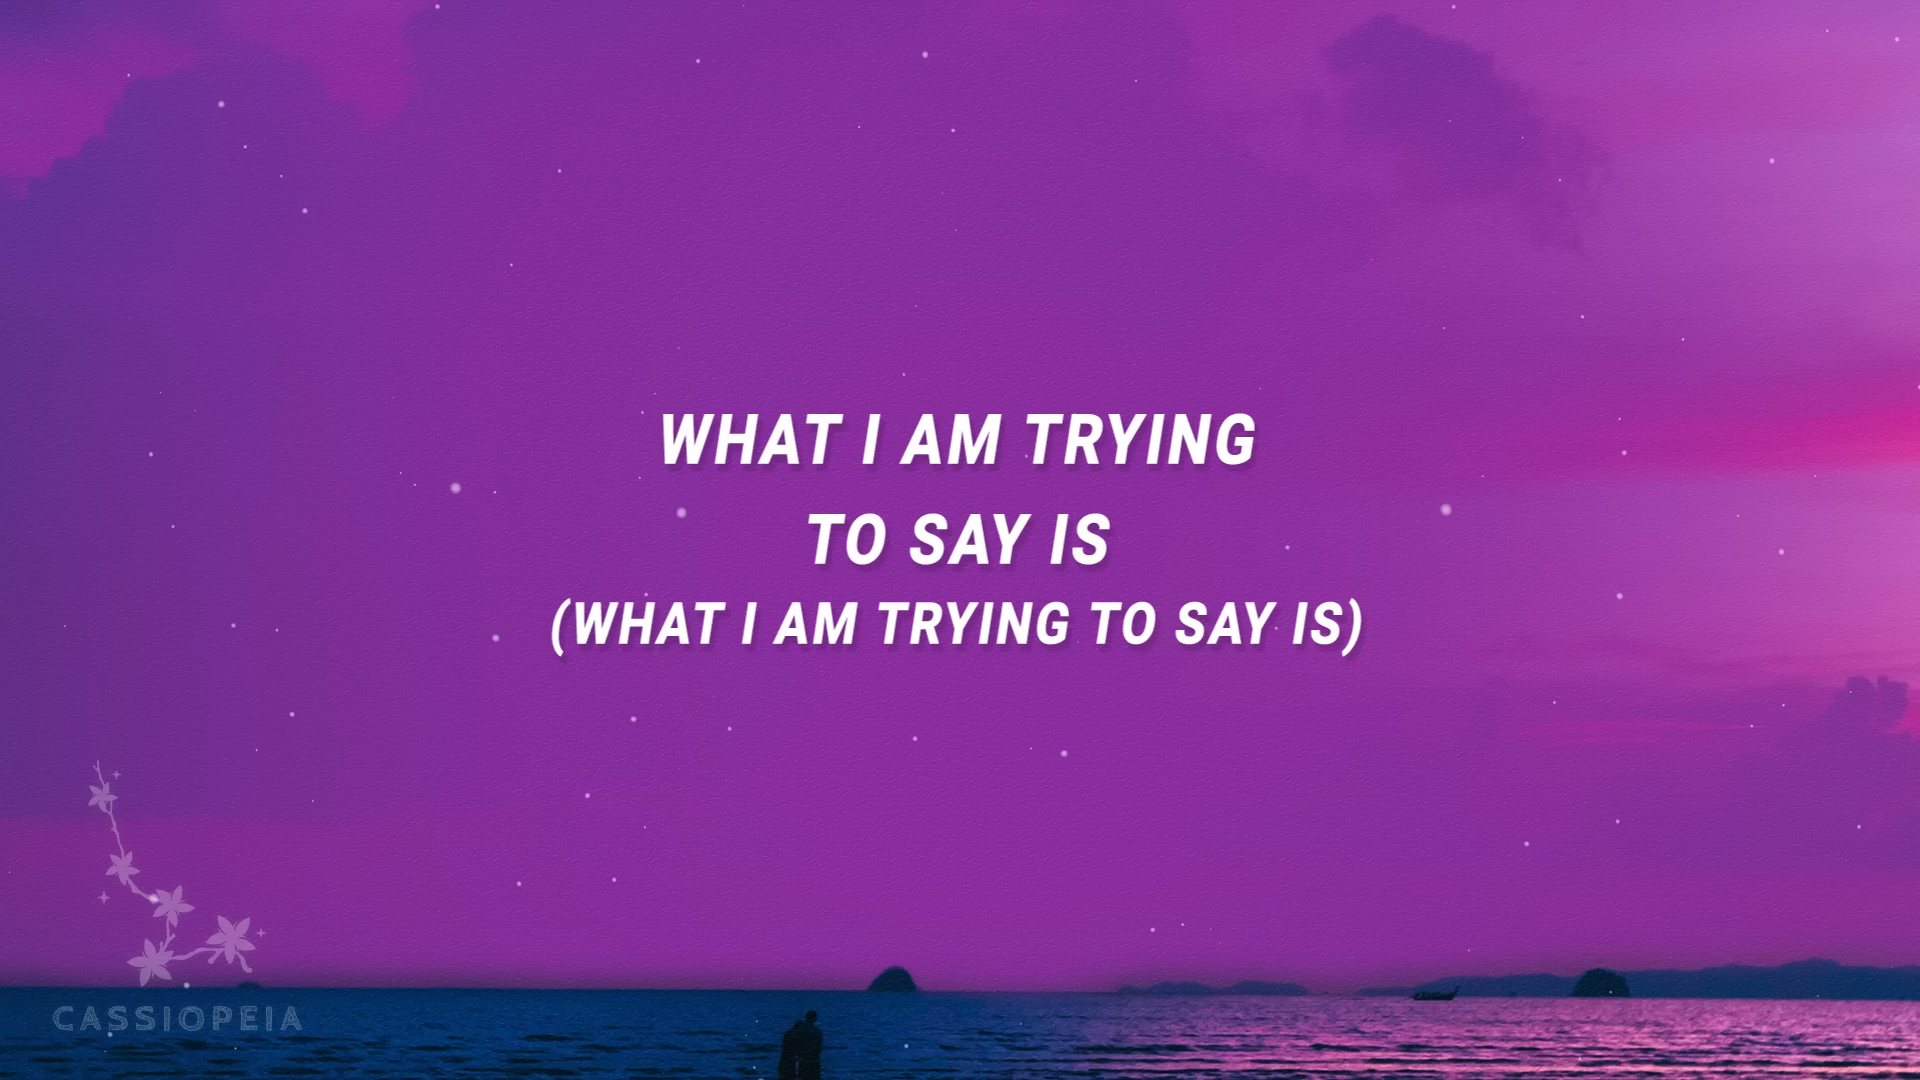 WHAT I AM TRYING
TO SAY IS
(WHAT I AM TRYING TO SAY IS)
CASSIOPEIA